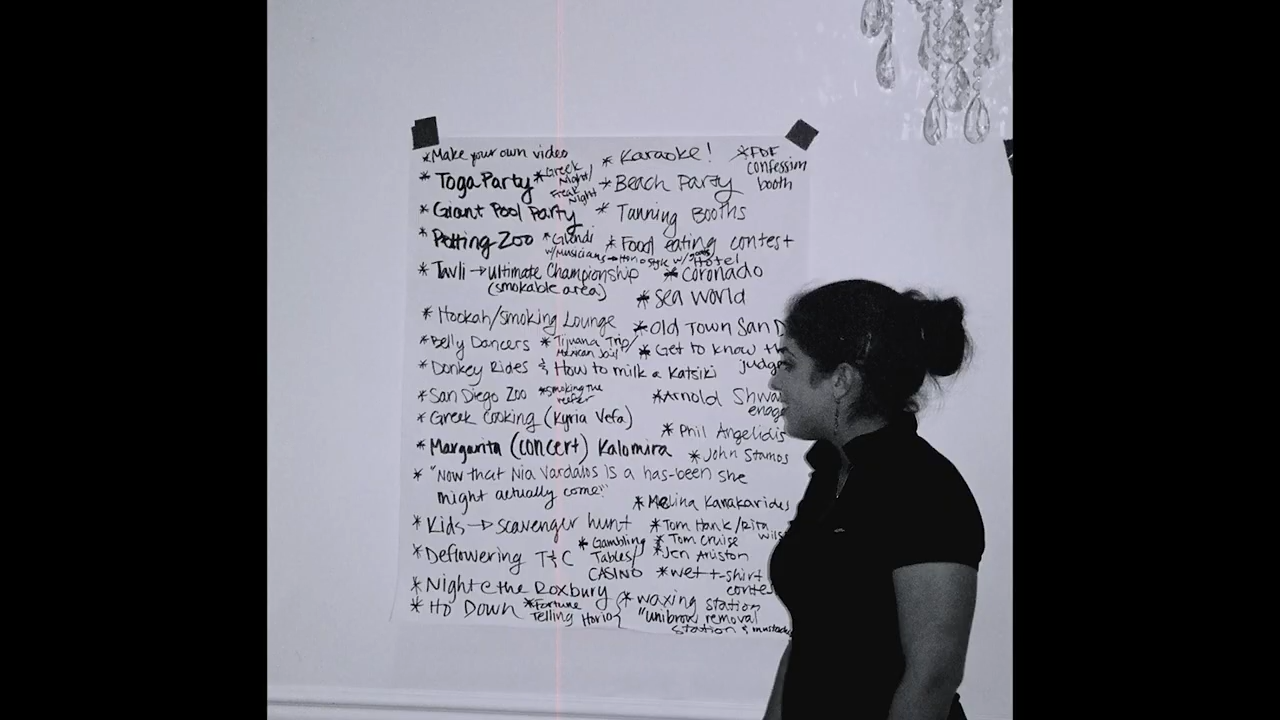 *Make your own video
* Karaoke!
*FDF
confession
booth
* Toga Party
*Greek
Night/
Freak
Night
* Beach Party
* Giant Pool Party
* Tanning Booths
* Petting Zoo
*Glendi
w/musicians
* Food eating contest
* Tavli → Ultimate Championship
(smokable area)
* Hotel
Coronado
* Sea World
* Hookah/Smoking Lounge
* Old Town San D
* Belly Dancers
*Tijuana Trip/
Mexican Jail
* Get to know th
judge
* Donkey Rides & How to milk a Katsiki
* San Diego Zoo
*Smoking the
reefer
*Arnold Shwar
eneg
* Greek Cooking (Kyria Vefa)
* Phil Angelidis
* Margarita (concert) Kalomira
* John Stamos
* "Now that Nia Vardalos is a has-been she
might actually come!"
* Melina Kanakarides
* Kids → Scavenger hunt
*Tom Hank/Rita
Wils
* Tom Cruise
* Deflowering T&C
* Gambling
Tables/
CASINO
*Jen Aniston
*wet t-shirt
contes
* Night @ the Roxbury
* Ho Down
*Fortune
Telling Horio
* waxing station
"unibrow removal
station &